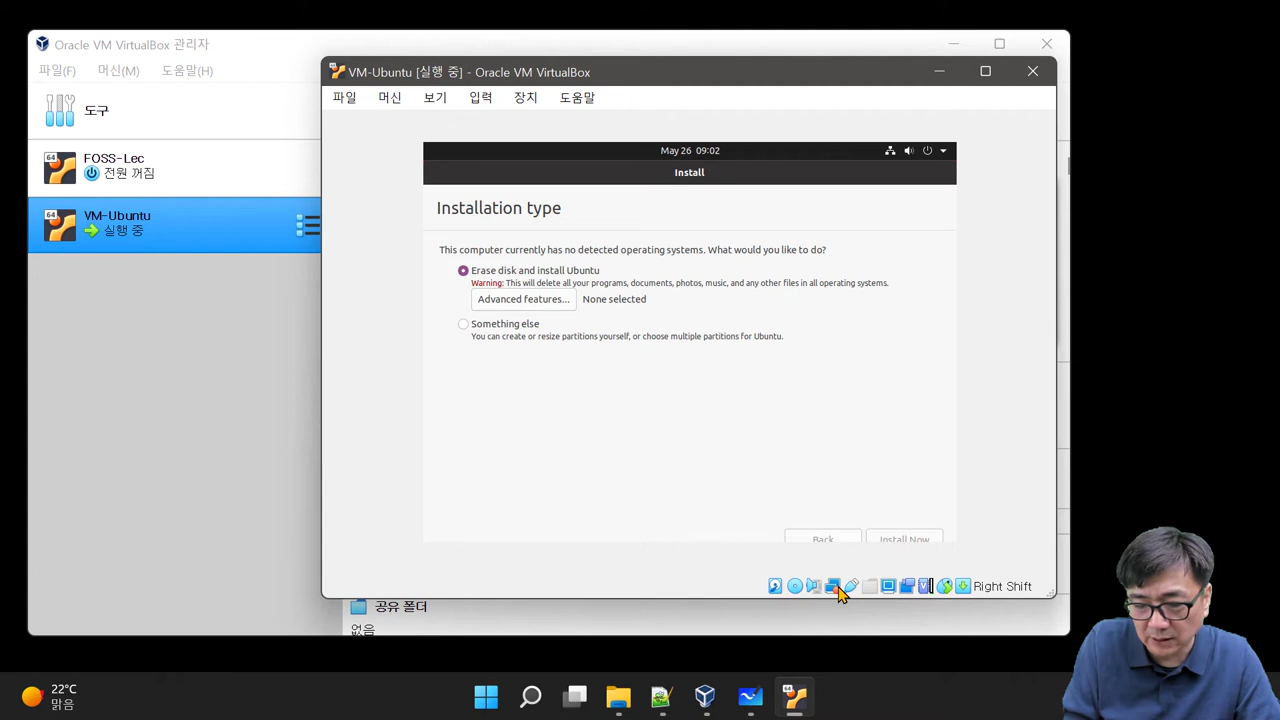 Oracle VM VirtualBox 관리자
파일(F) 머신(M) 도움말(H)
도구
64
FOSS-Lec
전원 꺼짐
64
VM-Ubuntu
실행 중
64
VM-Ubuntu [실행 중] - Oracle VM VirtualBox
파일 머신 보기 입력 장치 도움말
May 26 09:02
Install
Installation type
This computer currently has no detected operating systems. What would you like to do?
Erase disk and install Ubuntu
Warning: This will delete all your programs, documents, photos, music, and any other files in all operating systems.
Advanced features... None selected
Something else
You can create or resize partitions yourself, or choose multiple partitions for Ubuntu.
Back Install Now
Right Shift
공유 폴더
없음
22°C
맑음
64